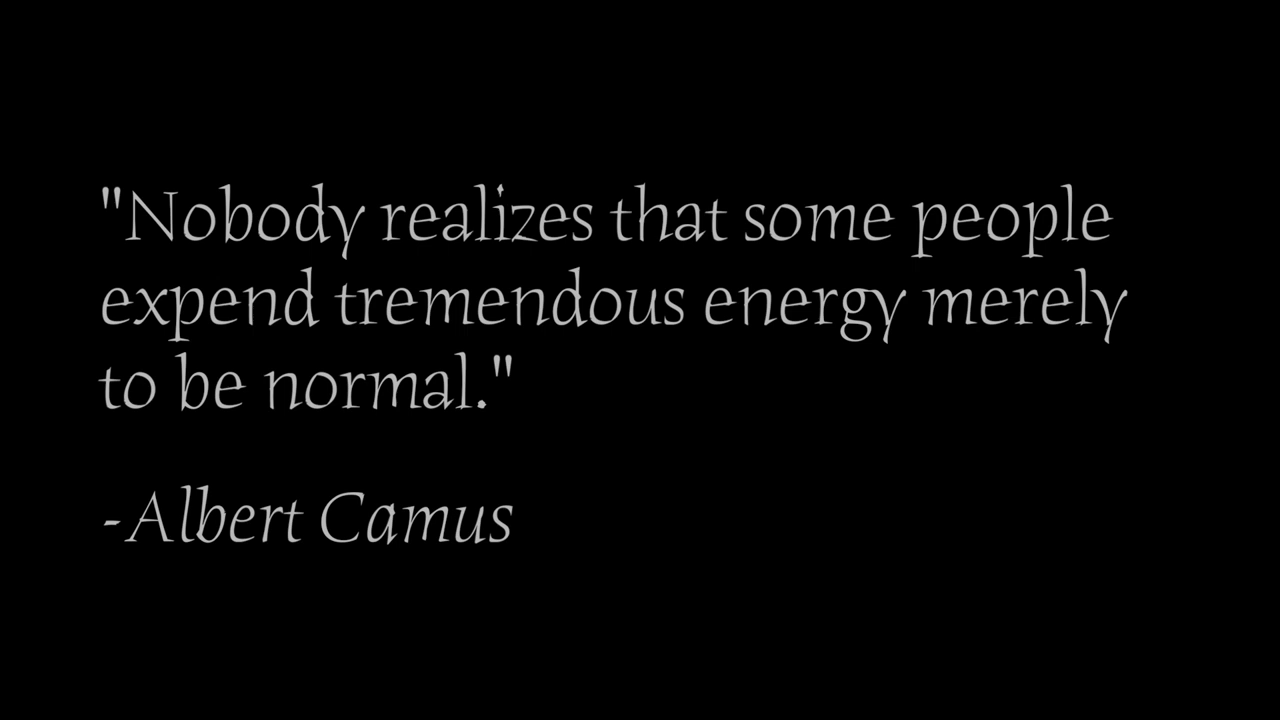 "Nobody realizes that some people
expend tremendous energy merely
to be normal."
-Albert Camus